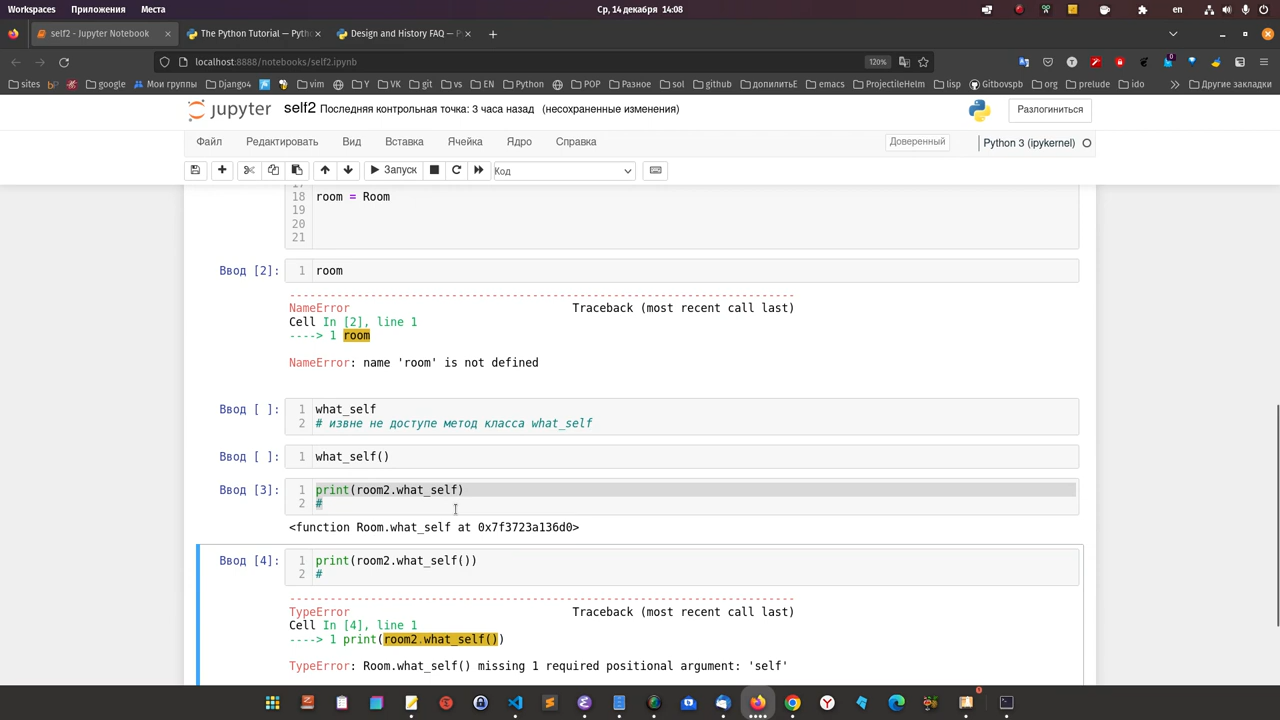 Workspaces Приложения Места Ср, 14 декабря 14:08 en
self2 - Jupyter Notebook × The Python Tutorial — Pyth × Design and History FAQ — P × +
localhost:8888/notebooks/self2.ipynb 120%
sites google Мои группы Django4 vim Y VK git vs EN Python POP Разное sol github допилитьЕ emacs ProjectileHelm lisp Gitbovspb org prelude ido Другие закладки
jupyter self2 Последняя контрольная точка: 3 часа назад (несохраненные изменения) Разлогиниться
Файл Редактировать Вид Вставка Ячейка Ядро Справка Доверенный Python 3 (ipykernel)
Запуск Код
17
18 room = Room
19
20
21
Ввод [2]: 1 room
NameError Traceback (most recent call last)
Cell In [2], line 1
----> 1 room
NameError: name 'room' is not defined
Ввод [ ]: 1 what_self
2 # извне не доступе метод класса what_self
Ввод [ ]: 1 what_self()
Ввод [3]: 1 print(room2.what_self)
2 #
<function Room.what_self at 0x7f3723a136d0>
Ввод [4]: 1 print(room2.what_self())
2 #
TypeError Traceback (most recent call last)
Cell In [4], line 1
----> 1 print(room2.what_self())
TypeError: Room.what_self() missing 1 required positional argument: 'self'